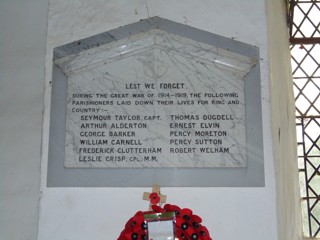 LEST WE FORGET.
DURING THE GREAT WAR OF 1914-1919, THE FOLLOWING
PARISHIONERS LAID DOWN THEIR LIVES FOR KING AND
COUNTRY:-
SEYMOUR TAYLOR, CAPT. THOMAS DUGDELL
ARTHUR ALDERTON ERNEST ELVIN
GEORGE BARKER PERCY MORETON
WILLIAM CARNELL PERCY SUTTON
FREDERICK CLUTTERHAM ROBERT WELHAM
LESLIE CRISP, CPL., M.M.